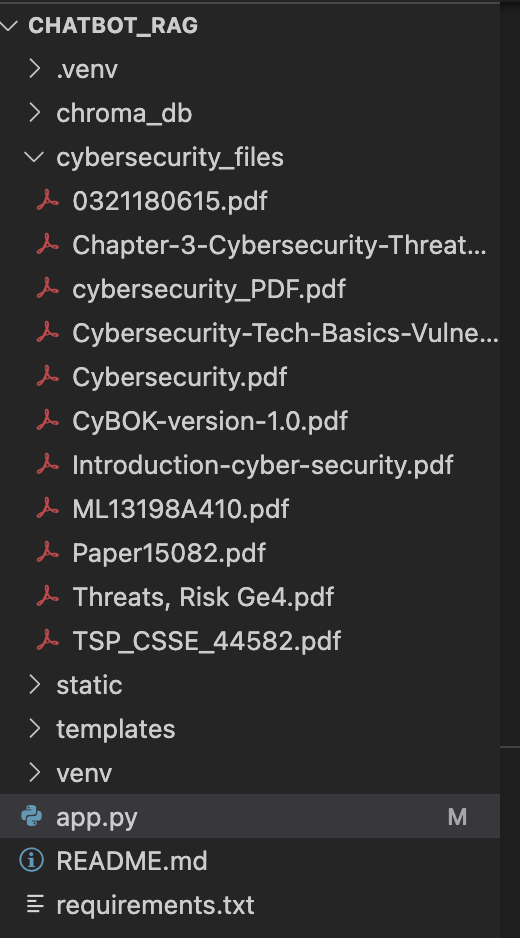 CHATBOT_RAG
.venv
chroma_db
cybersecurity_files
0321180615.pdf
Chapter-3-Cybersecurity-Threat...
cybersecurity_PDF.pdf
Cybersecurity-Tech-Basics-Vulne...
Cybersecurity.pdf
CyBOK-version-1.0.pdf
Introduction-cyber-security.pdf
ML13198A410.pdf
Paper15082.pdf
Threats, Risk Ge4.pdf
TSP_CSSE_44582.pdf
static
templates
venv
app.py M
README.md
requirements.txt